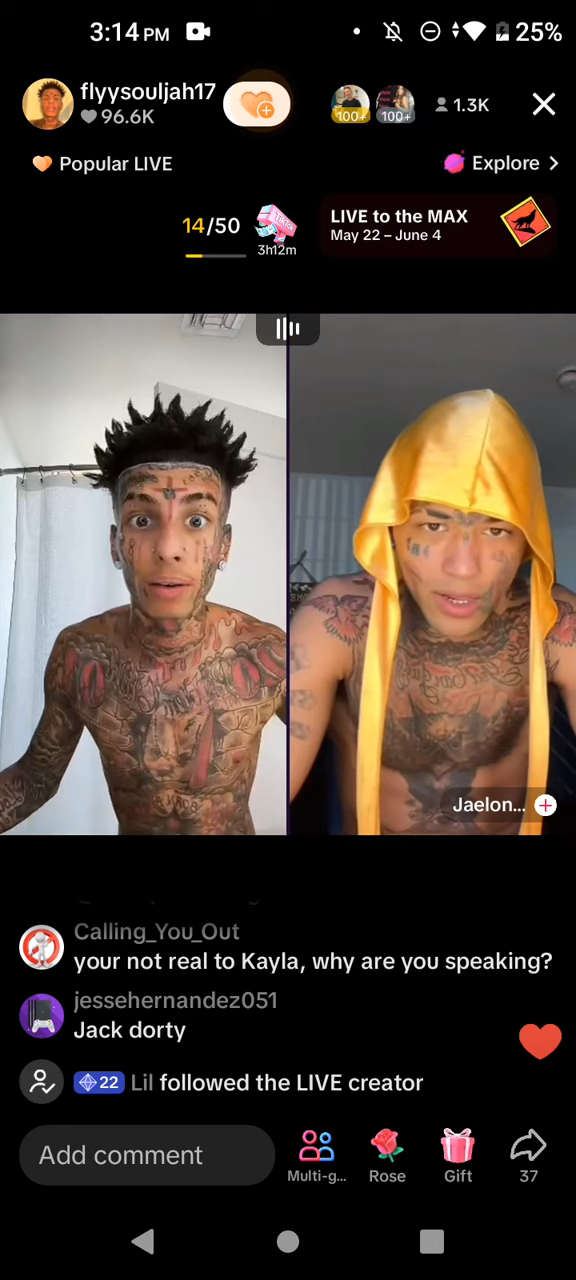 3:14 PM
25%
flyysouljah17
96.6K
100+
100+
1.3K
Popular LIVE
Explore >
14/50
TikTok
3h12m
LIVE to the MAX
May 22 – June 4
Jaelon...
Calling_You_Out
your not real to Kayla, why are you speaking?
jessehernandez051
Jack dorty
22 Lil followed the LIVE creator
Add comment
Multi-g...
Rose
Gift
37